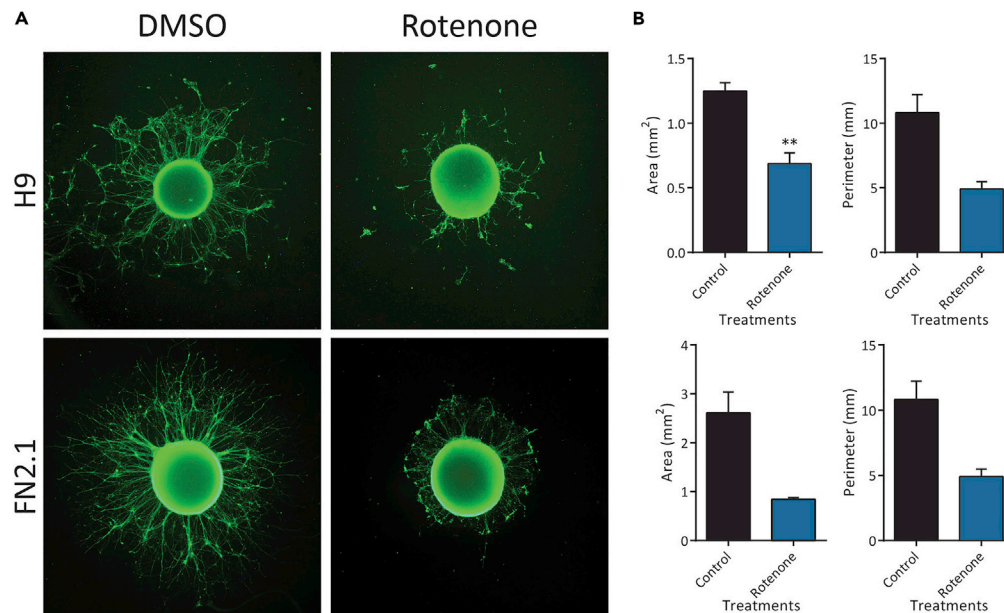 A
DMSO
Rotenone
H9
FN2.1
B
Area (mm²)
1.5
1.0
0.5
0.0
**
Control
Rotenone
Treatments
Perimeter (mm)
15
10
5
0
Control
Rotenone
Treatments
Area (mm²)
4
3
2
1
0
Control
Rotenone
Treatments
Perimeter (mm)
15
10
5
0
Control
Rotenone
Treatments